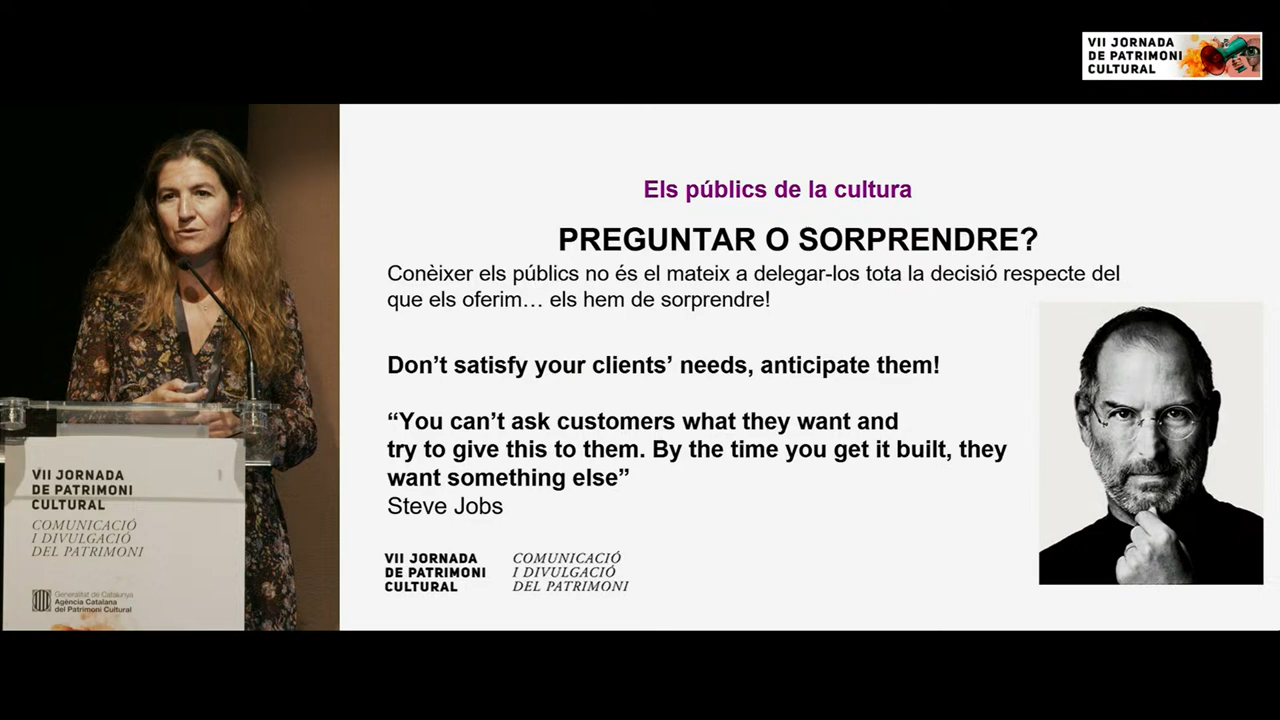 VII JORNADA
DE PATRIMONI
CULTURAL
Els públics de la cultura
PREGUNTAR O SORPRENDRE?
Conèixer els públics no és el mateix a delegar-los tota la decisió respecte del
que els oferim… els hem de sorprendre!
Don’t satisfy your clients’ needs, anticipate them!
“You can’t ask customers what they want and
try to give this to them. By the time you get it built, they
want something else”
Steve Jobs
VII JORNADA
DE PATRIMONI
CULTURAL
COMUNICACIÓ
I DIVULGACIÓ
DEL PATRIMONI
VII JORNADA
DE PATRIMONI
CULTURAL
COMUNICACIÓ
I DIVULGACIÓ
DEL PATRIMONI
Generalitat de Catalunya
Agència Catalana
del Patrimoni Cultural